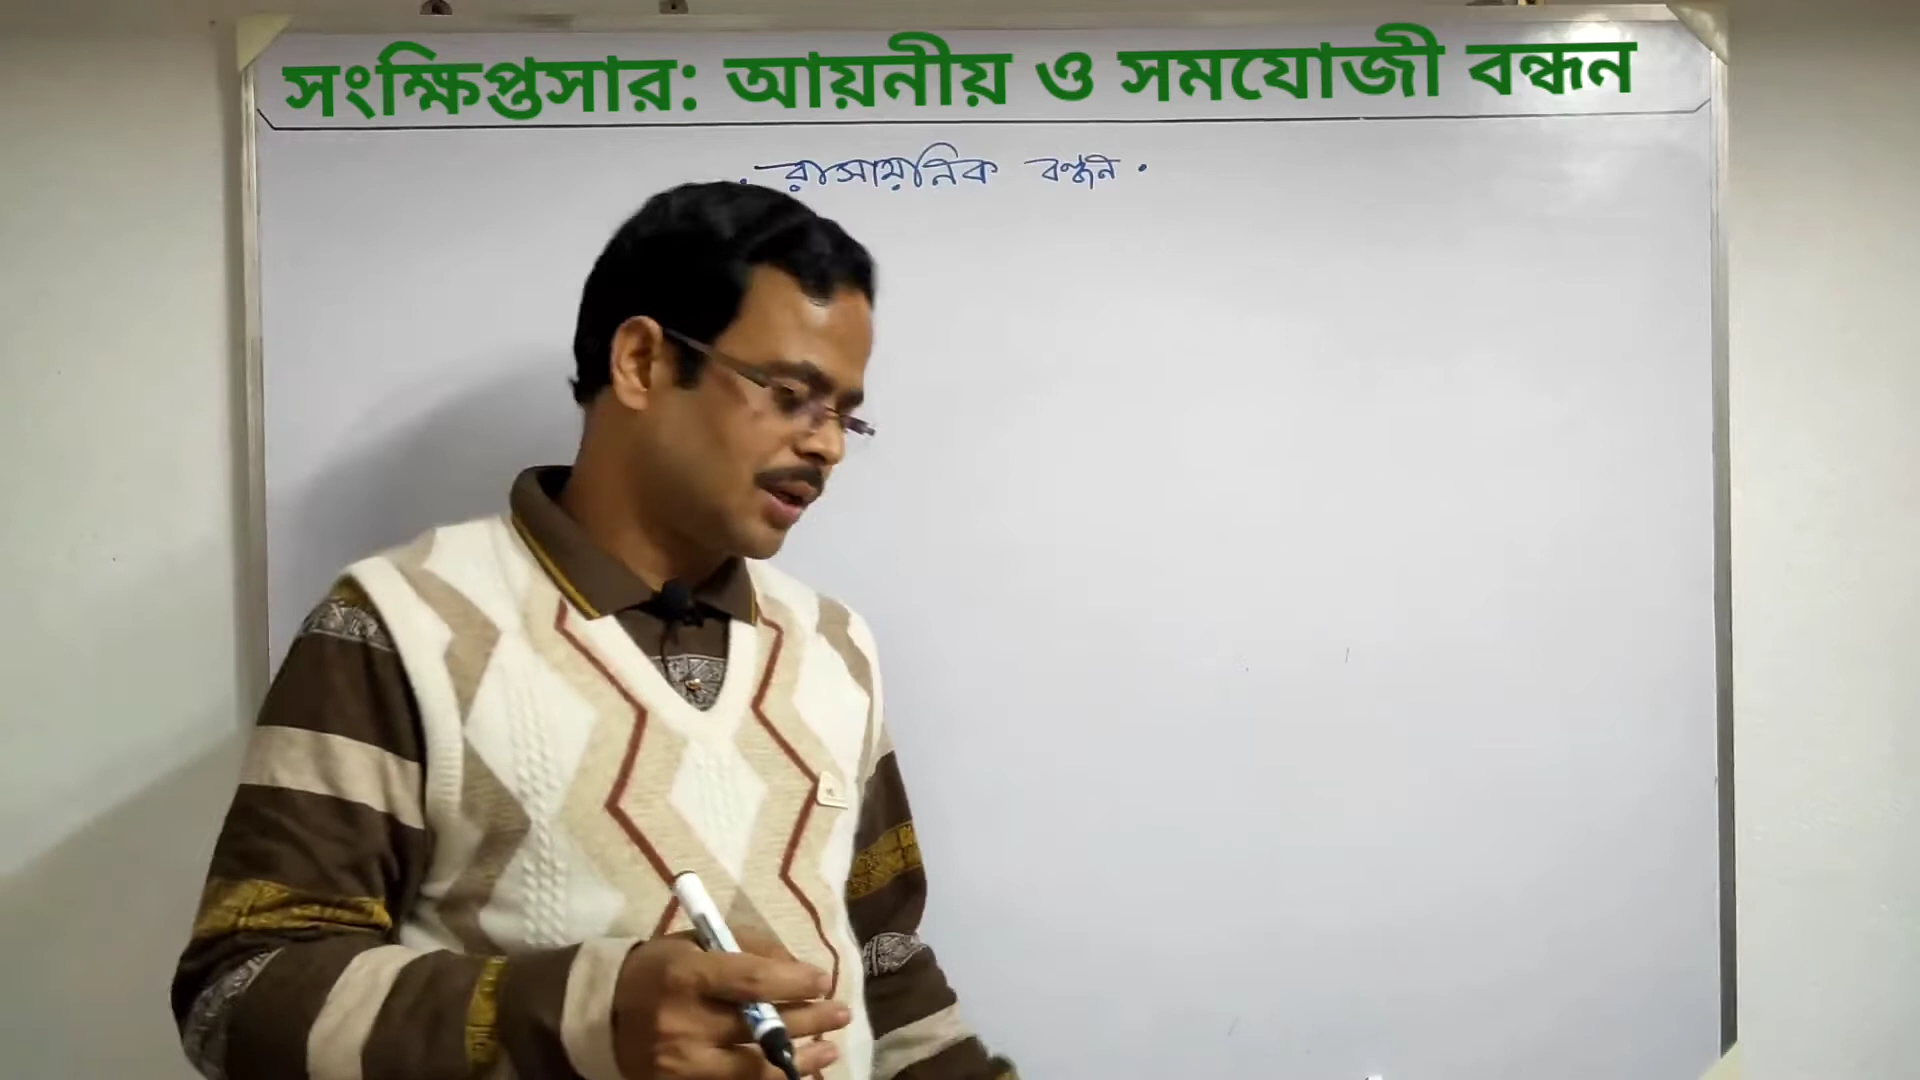 সংক্ষিপ্তসার: আয়নীয় ও সমযোজী বন্ধন
রাসায়নিক বন্ধন